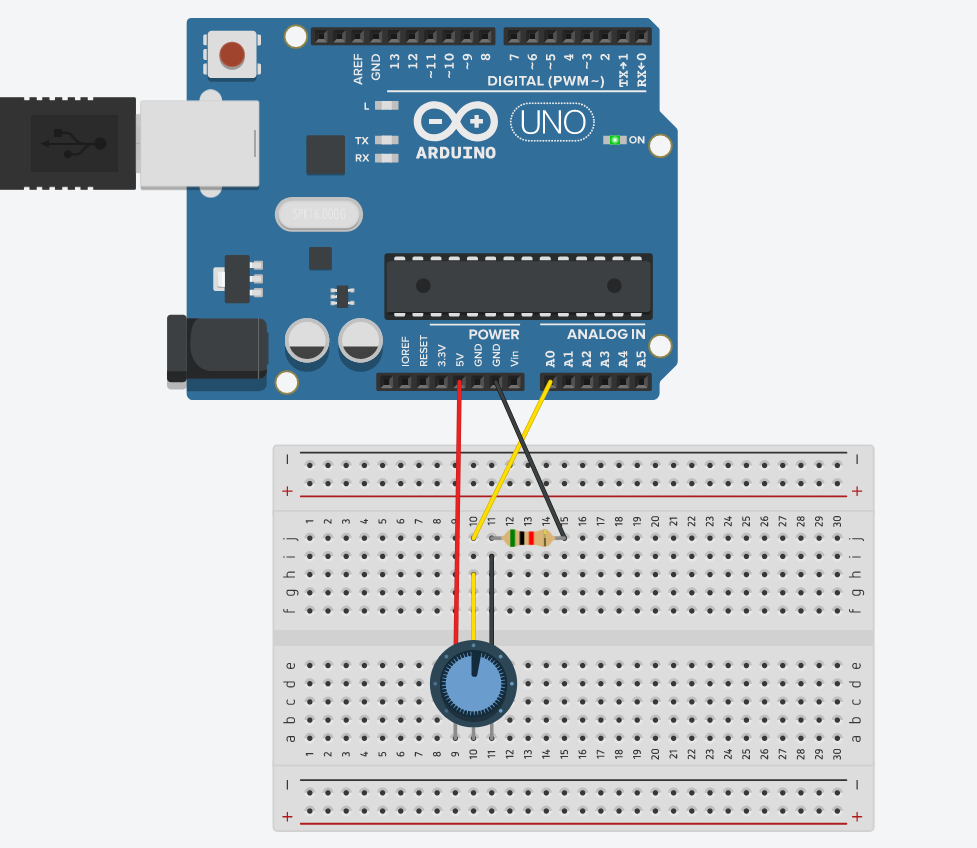 AREF GND 13 12 ~11 ~10 ~9 8 7 ~6 ~5 4 ~3 2 TX→1 RX←0
DIGITAL (PWM~)
L
TX
RX
ARDUINO
UNO
ON
SPK16.000G
POWER
ANALOG IN
IOREF RESET 3.3V 5V GND GND Vin A0 A1 A2 A3 A4 A5
1 2 3 4 5 6 7 8 9 10 11 12 13 14 15 16 17 18 19 20 21 22 23 24 25 26 27 28 29 30
j j
i i
h h
g g
f f
e e
d d
c c
b b
a a
1 2 3 4 5 6 7 8 9 10 11 12 13 14 15 16 17 18 19 20 21 22 23 24 25 26 27 28 29 30